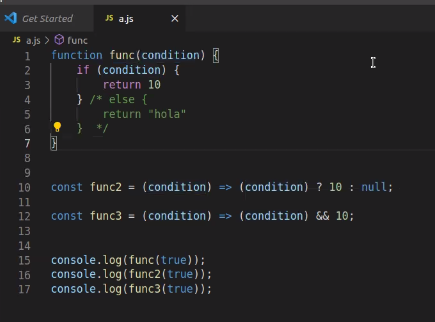 Get Started
JS a.js ×
JS a.js > func
1 function func(condition) {
2     if (condition) {
3         return 10
4     } /* else {
5         return "hola"
6     }  */
7 }
8
9
10 const func2 = (condition) => (condition) ? 10 : null;
11
12 const func3 = (condition) => (condition) && 10;
13
14
15 console.log(func(true));
16 console.log(func2(true));
17 console.log(func3(true));